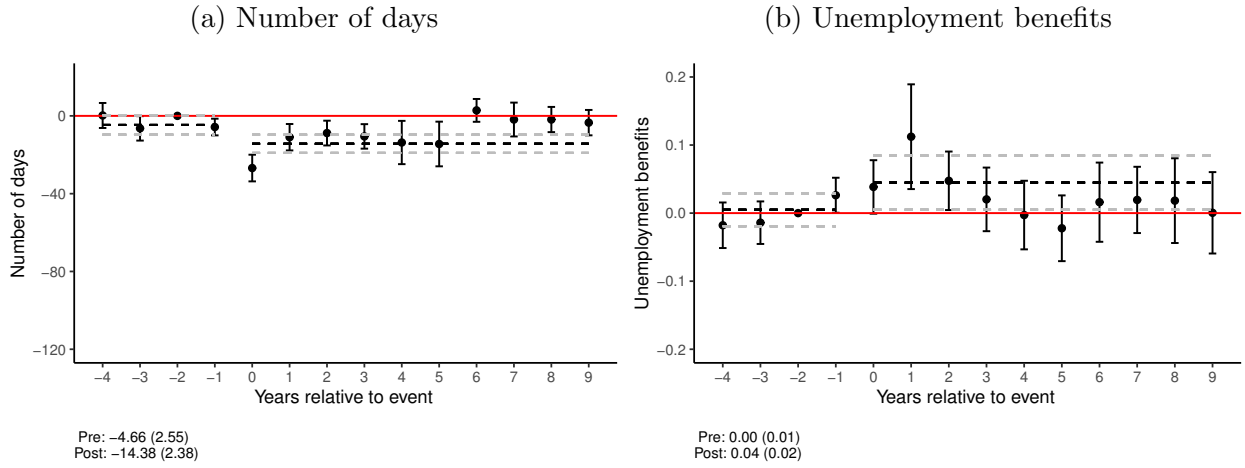 (a) Number of days
0
−40
−80
−120
Number of days
−4 −3 −2 −1 0 1 2 3 4 5 6 7 8 9
Years relative to event
Pre: −4.66 (2.55)
Post: −14.38 (2.38)
(b) Unemployment benefits
0.2
0.1
0.0
−0.1
−0.2
Unemployment benefits
−4 −3 −2 −1 0 1 2 3 4 5 6 7 8 9
Years relative to event
Pre: 0.00 (0.01)
Post: 0.04 (0.02)